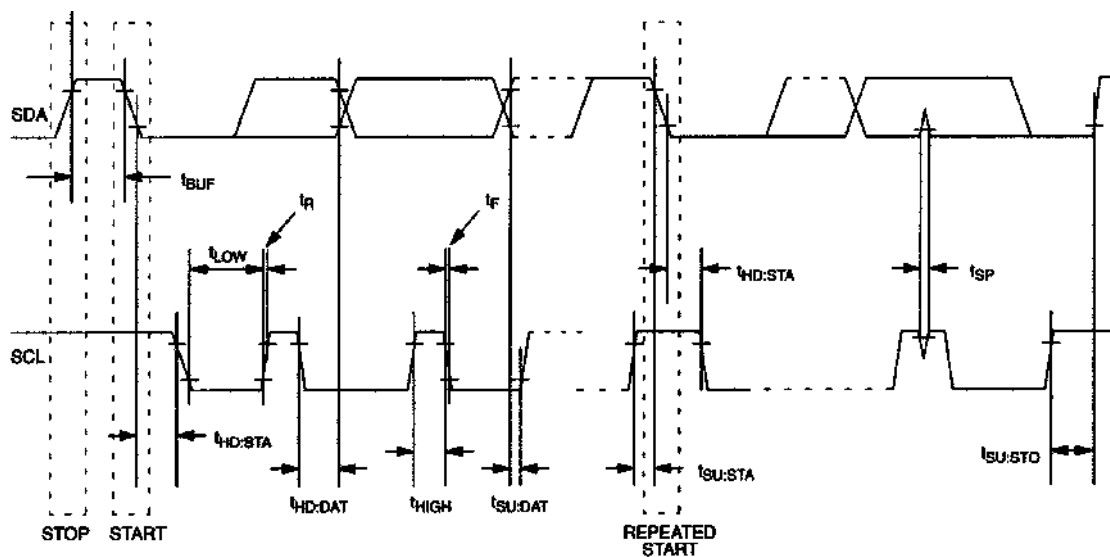 SDA
tBUF
tR
tF
tLOW
tHD:STA
tSP
SCL
tHD:STA
tSU:STA
tSU:STO
tHD:DAT
tHIGH
tSU:DAT
STOP
START
REPEATED
START